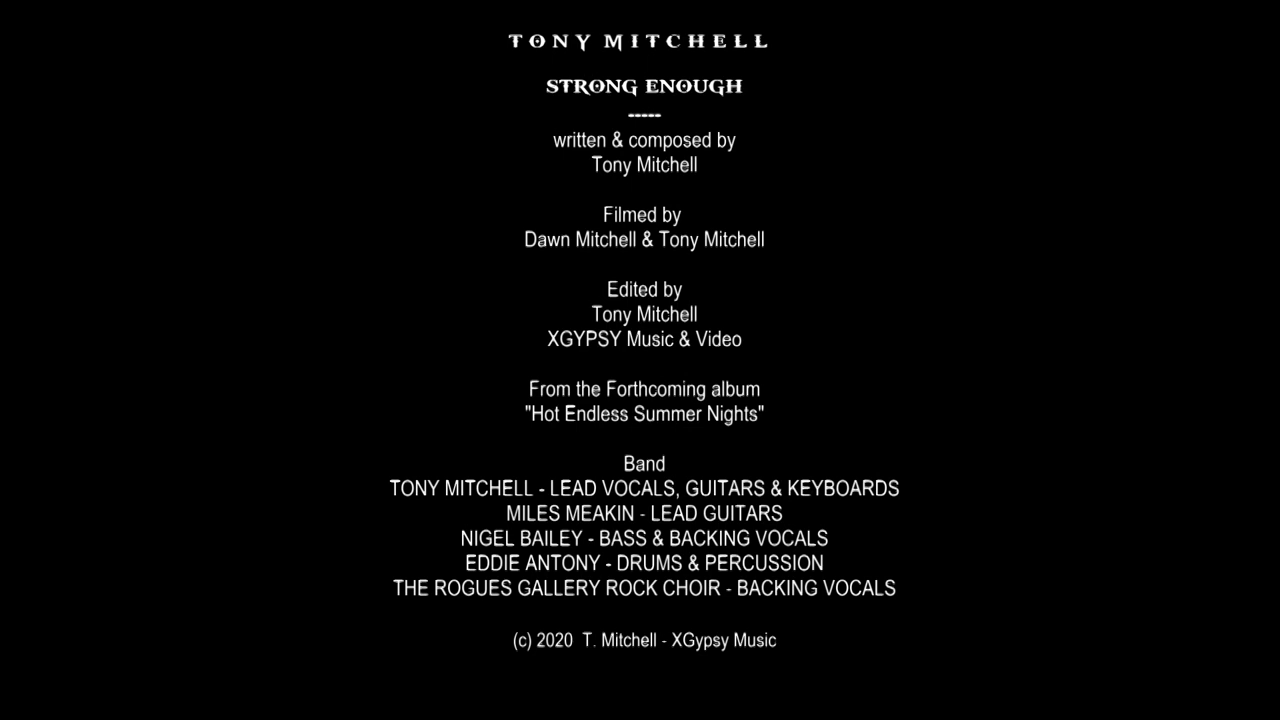 TONY MITCHELL
STRONG ENOUGH
-----
written & composed by
Tony Mitchell
Filmed by
Dawn Mitchell & Tony Mitchell
Edited by
Tony Mitchell
XGYPSY Music & Video
From the Forthcoming album
"Hot Endless Summer Nights"
Band
TONY MITCHELL - LEAD VOCALS, GUITARS & KEYBOARDS
MILES MEAKIN - LEAD GUITARS
NIGEL BAILEY - BASS & BACKING VOCALS
EDDIE ANTONY - DRUMS & PERCUSSION
THE ROGUES GALLERY ROCK CHOIR - BACKING VOCALS
(c) 2020  T. Mitchell - XGypsy Music